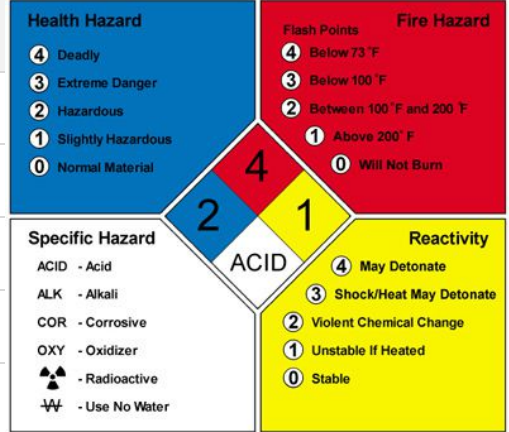 Health Hazard
4 Deadly
3 Extreme Danger
2 Hazardous
1 Slightly Hazardous
0 Normal Material
Fire Hazard
Flash Points
4 Below 73 °F
3 Below 100 °F
2 Between 100 °F and 200 °F
1 Above 200° F
0 Will Not Burn
4
2
1
ACID
Specific Hazard
ACID - Acid
ALK - Alkali
COR - Corrosive
OXY - Oxidizer
- Radioactive
W - Use No Water
Reactivity
4 May Detonate
3 Shock/Heat May Detonate
2 Violent Chemical Change
1 Unstable If Heated
0 Stable